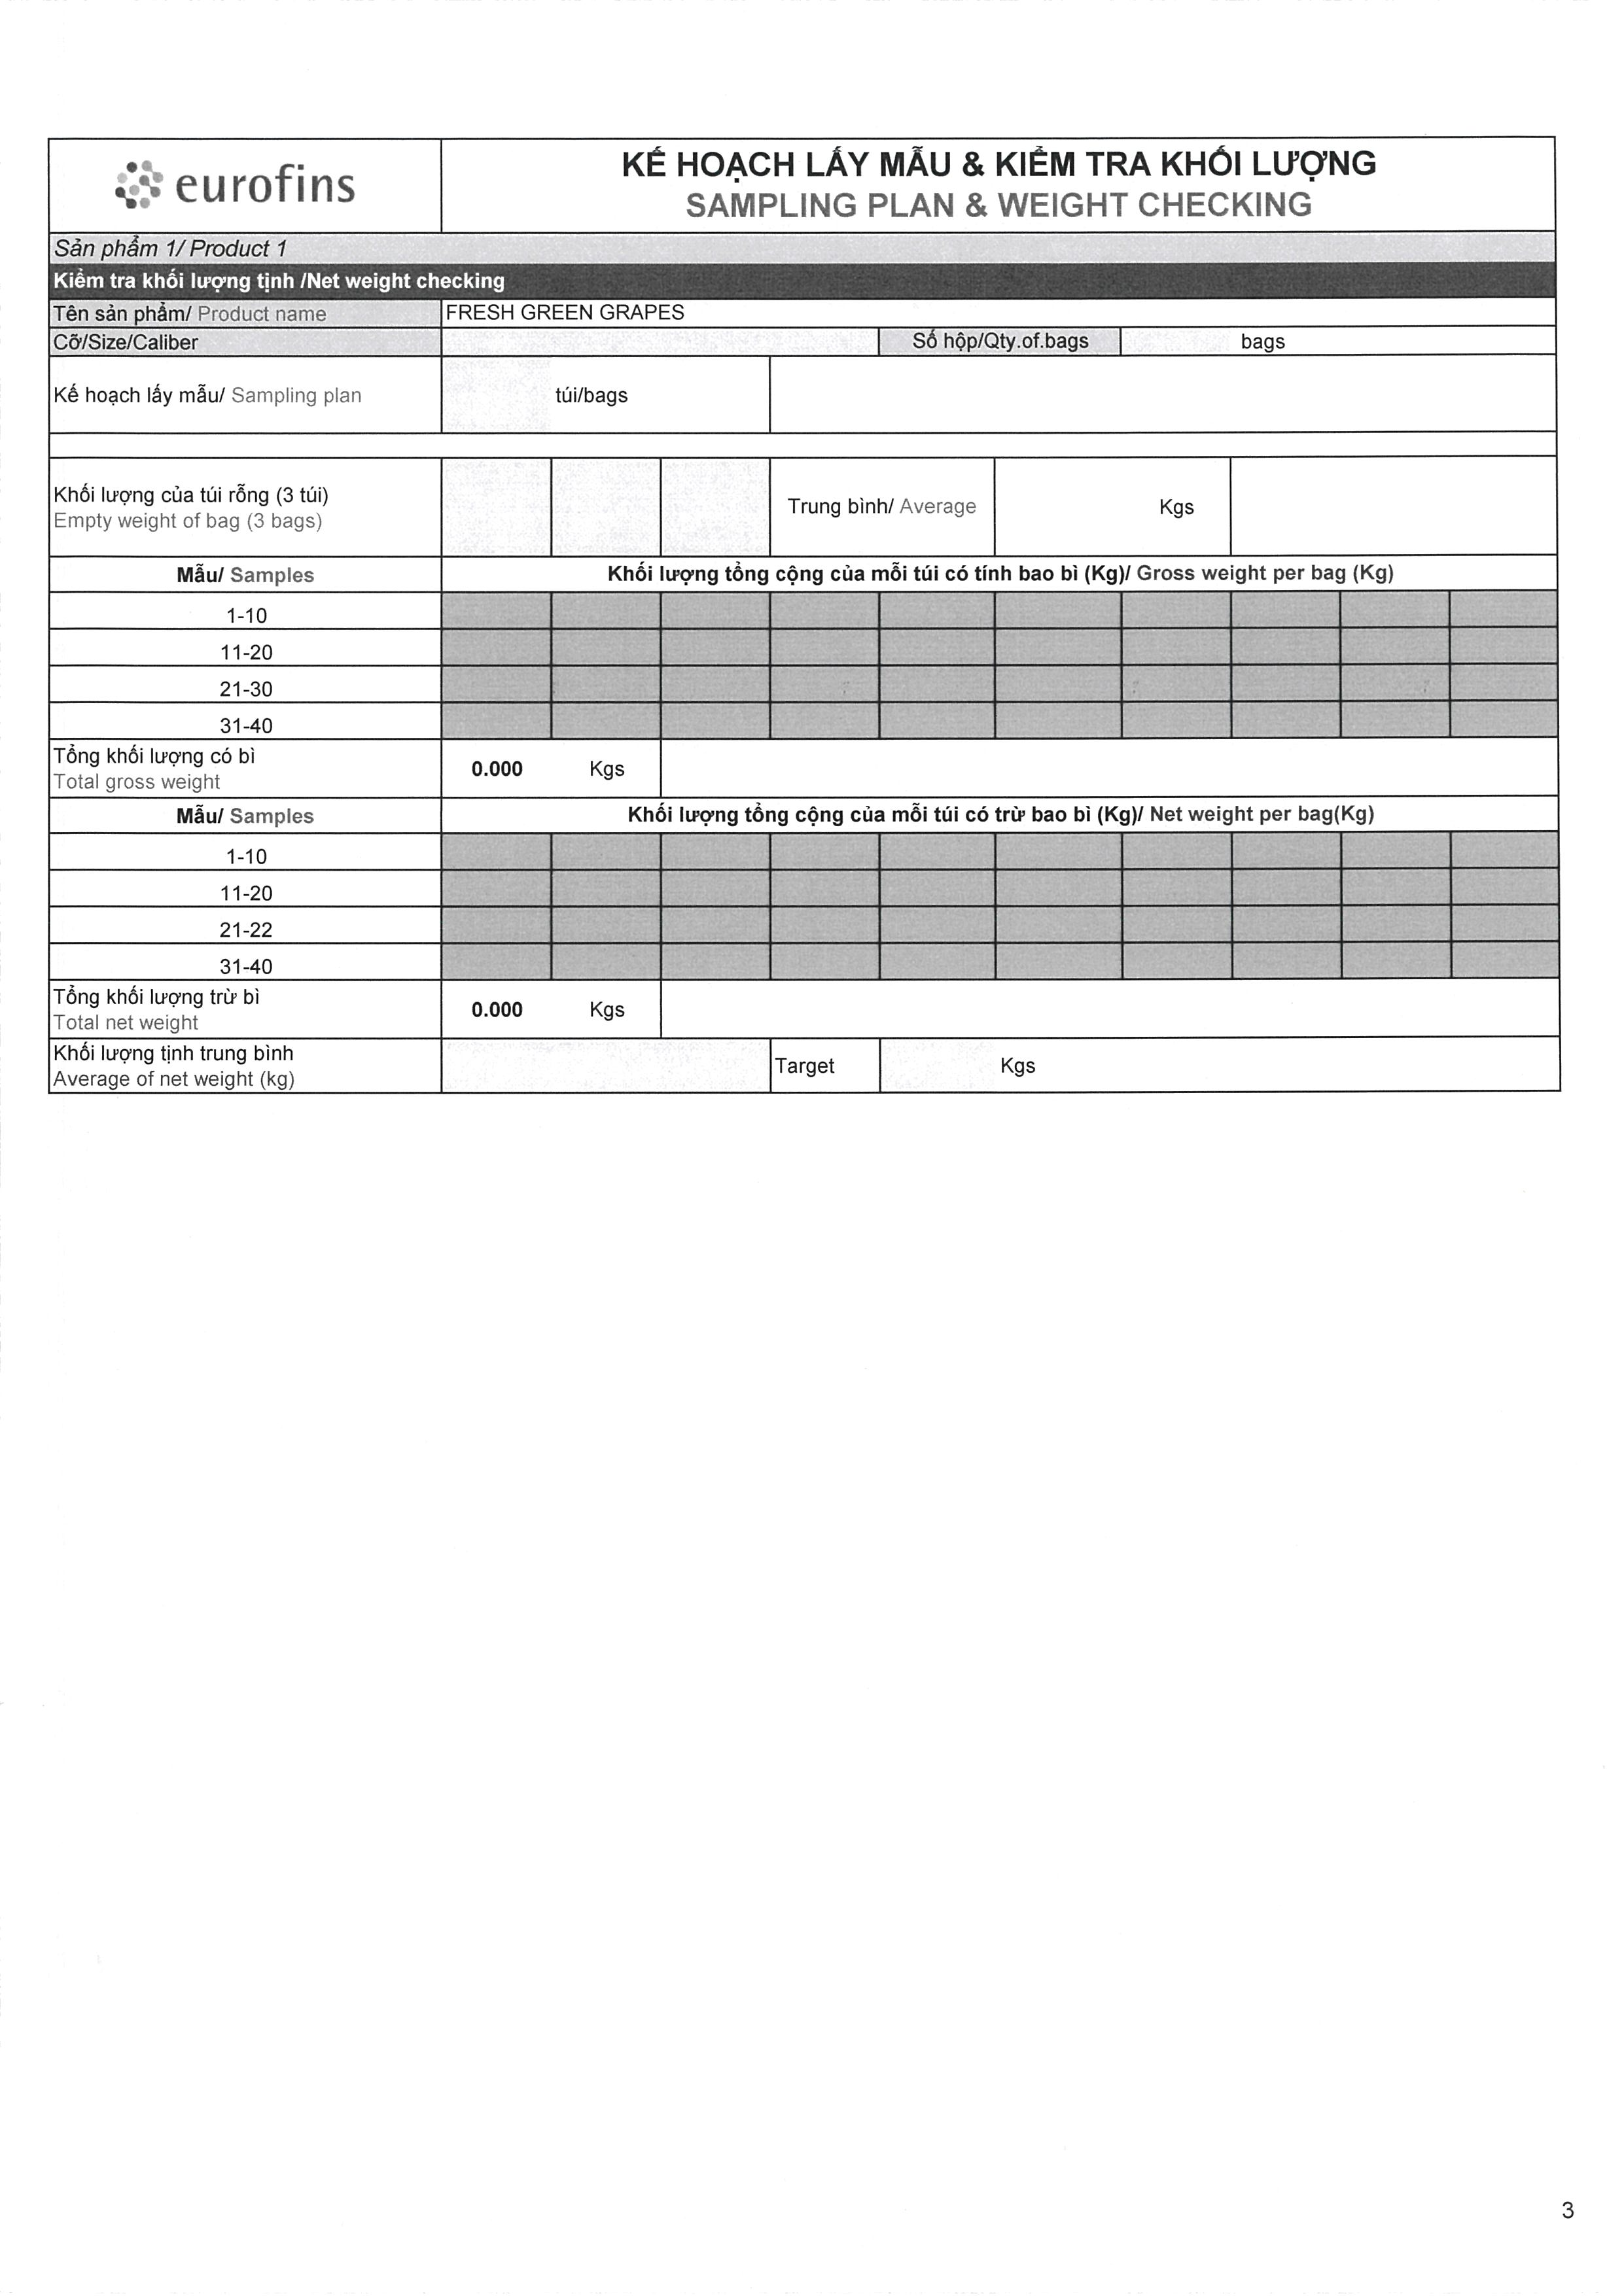 eurofins
KẾ HOẠCH LẤY MẪU & KIỂM TRA KHỐI LƯỢNG
SAMPLING PLAN & WEIGHT CHECKING
Sản phẩm 1/ Product 1
Kiểm tra khối lượng tịnh /Net weight checking
Tên sản phẩm/ Product name FRESH GREEN GRAPES
Cỡ/Size/Caliber Số hộp/Qty.of.bags bags
Kế hoạch lấy mẫu/ Sampling plan túi/bags
Khối lượng của túi rỗng (3 túi)
Empty weight of bag (3 bags)
Trung bình/ Average Kgs
Mẫu/ Samples Khối lượng tổng cộng của mỗi túi có tính bao bì (Kg)/ Gross weight per bag (Kg)
1-10
11-20
21-30
31-40
Tổng khối lượng có bì
Total gross weight
0.000 Kgs
Mẫu/ Samples Khối lượng tổng cộng của mỗi túi có trừ bao bì (Kg)/ Net weight per bag(Kg)
1-10
11-20
21-22
31-40
Tổng khối lượng trừ bì
Total net weight
0.000 Kgs
Khối lượng tịnh trung bình
Average of net weight (kg)
Target Kgs
3